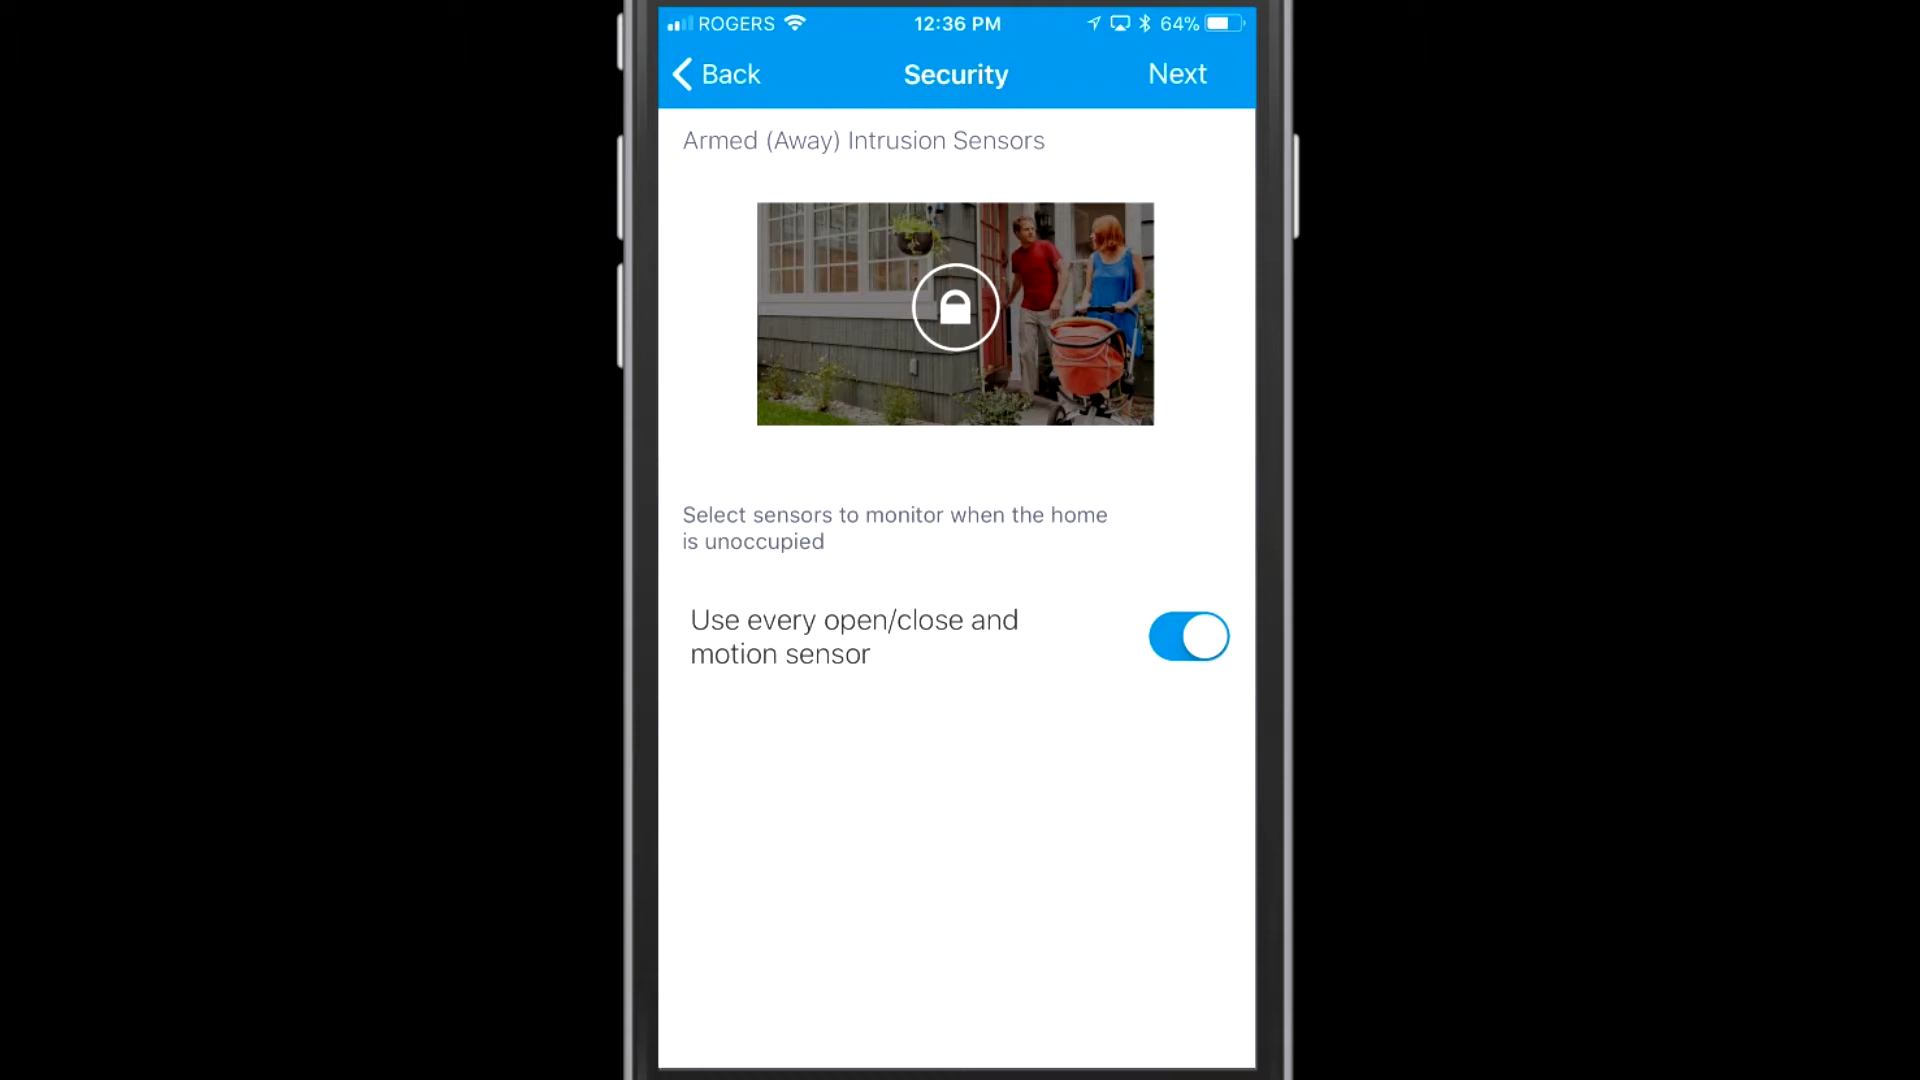 ROGERS 12:36 PM 64%
Back Security Next
Armed (Away) Intrusion Sensors
Select sensors to monitor when the home
is unoccupied
Use every open/close and
motion sensor